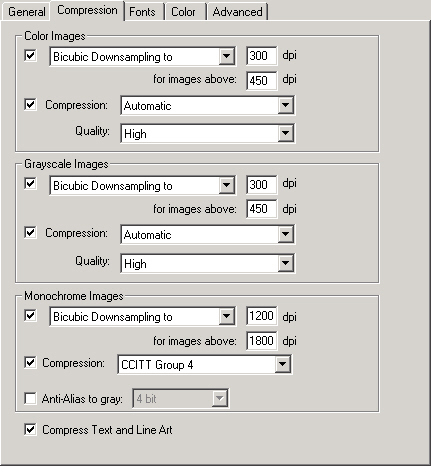 General Compression Fonts Color Advanced
Color Images
Bicubic Downsampling to 300 dpi
for images above: 450 dpi
Compression: Automatic
Quality: High
Grayscale Images
Bicubic Downsampling to 300 dpi
for images above: 450 dpi
Compression: Automatic
Quality: High
Monochrome Images
Bicubic Downsampling to 1200 dpi
for images above: 1800 dpi
Compression: CCITT Group 4
Anti-Alias to gray: 4 bit
Compress Text and Line Art